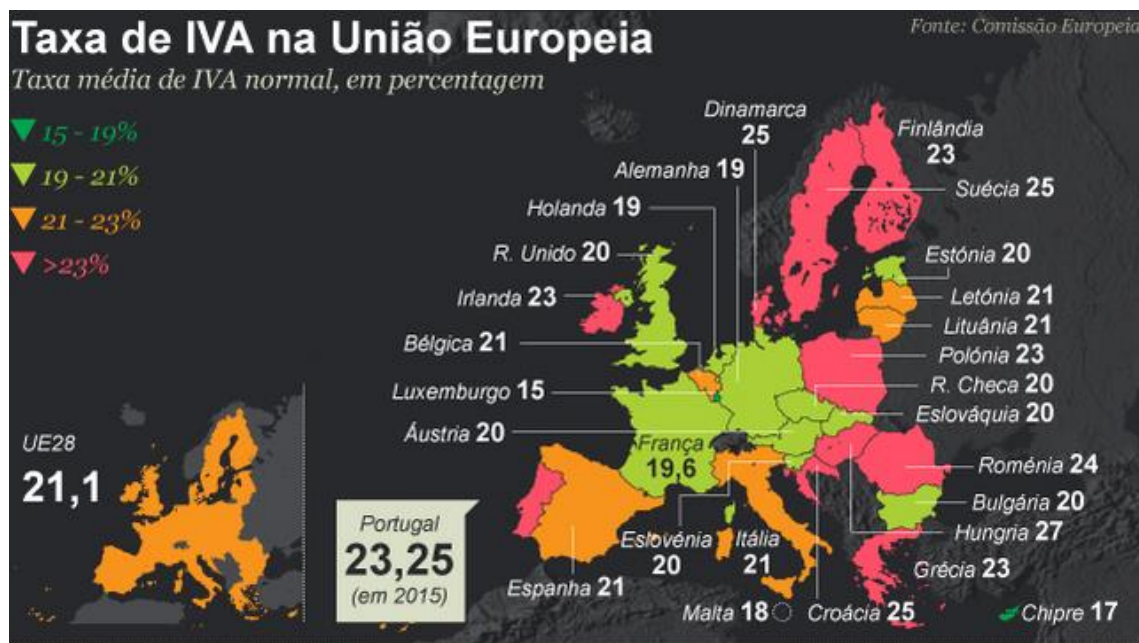 Taxa de IVA na União Europeia
Fonte: Comissão Europeia
Taxa média de IVA normal, em percentagem
15 - 19%
19 - 21%
21 - 23%
>23%
Dinamarca
25
Finlândia
23
Alemanha 19
Suécia 25
Holanda 19
R. Unido 20
Estónia 20
Irlanda 23
Letónia 21
Lituânia 21
Bélgica 21
Polónia 23
Luxemburgo 15
R. Checa 20
Eslováquia 20
Áustria 20
França
19,6
UE28
21,1
Roménia 24
Bulgária 20
Hungria 27
Portugal
23,25
(em 2015)
Eslovénia
20
Itália
21
Grécia 23
Espanha 21
Malta 18
Croácia 25
Chipre 17